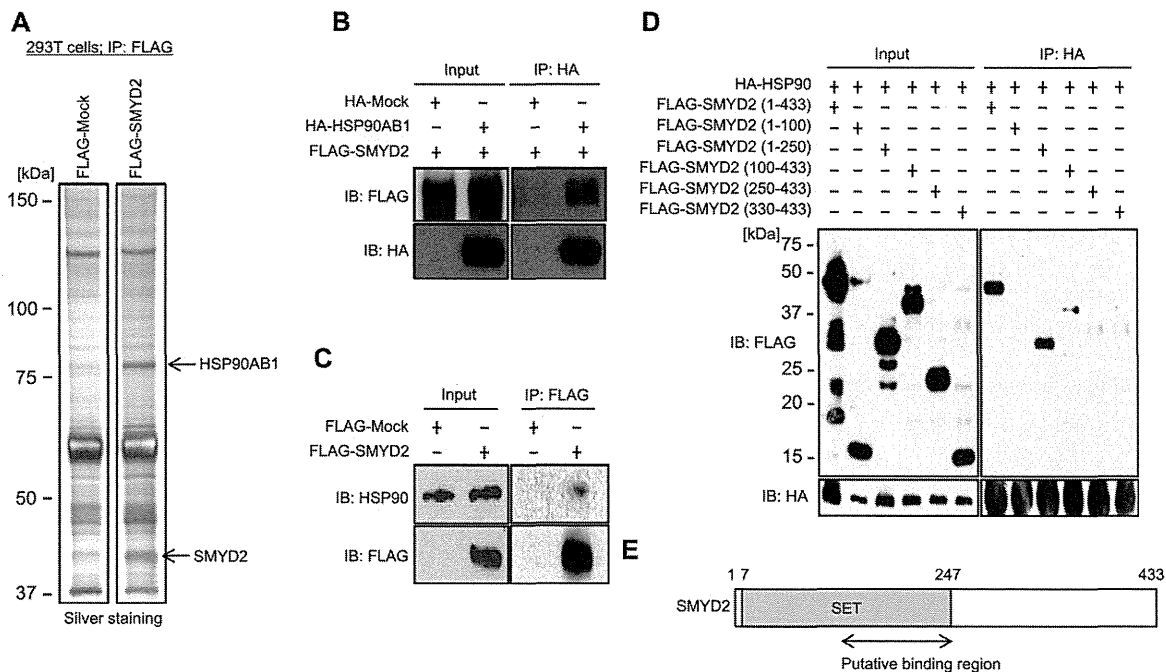 A
293T cells; IP: FLAG
FLAG-Mock
FLAG-SMYD2
[kDa]
150
100
75
50
37
HSP90AB1
SMYD2
Silver staining
B
Input IP: HA
HA-Mock + – + –
HA-HSP90AB1 – + – +
FLAG-SMYD2 + + + +
IB: FLAG
IB: HA
C
Input IP: FLAG
FLAG-Mock + – + –
FLAG-SMYD2 – + – +
IB: HSP90
IB: FLAG
D
Input IP: HA
HA-HSP90 + + + + + + + + + + + +
FLAG-SMYD2 (1-433) + – – – – – + – – – – –
FLAG-SMYD2 (1-100) – + – – – – – + – – – –
FLAG-SMYD2 (1-250) – – + – – – – – + – – –
FLAG-SMYD2 (100-433) – – – + – – – – – + – –
FLAG-SMYD2 (250-433) – – – – + – – – – – + –
FLAG-SMYD2 (330-433) – – – – – + – – – – – +
[kDa]
75
50
37
IB: FLAG
25
20
15
IB: HA
E
1 7 247 433
SMYD2 SET
Putative binding region